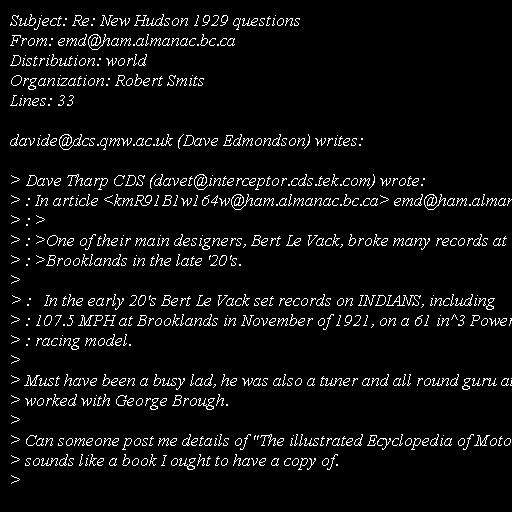 Subject: Re: New Hudson 1929 questions
From: emd@ham.almanac.bc.ca
Distribution: world
Organization: Robert Smits
Lines: 33

davide@dcs.qmw.ac.uk (Dave Edmondson) writes:

> Dave Tharp CDS (davet@interceptor.cds.tek.com) wrote:
> : In article <kmR91B1w164w@ham.almanac.bc.ca> emd@ham.alman
> : >
> : >One of their main designers, Bert Le Vack, broke many records at
> : >Brooklands in the late '20's.
>
> :   In the early 20's Bert Le Vack set records on INDIANS, including
> : 107.5 MPH at Brooklands in November of 1921, on a 61 in^3 Power
> : racing model.
>
> Must have been a busy lad, he was also a tuner and all round guru a
> worked with George Brough.
>
> Can someone post me details of "The illustrated Ecyclopedia of Moto
> sounds like a book I ought to have a copy of.
>